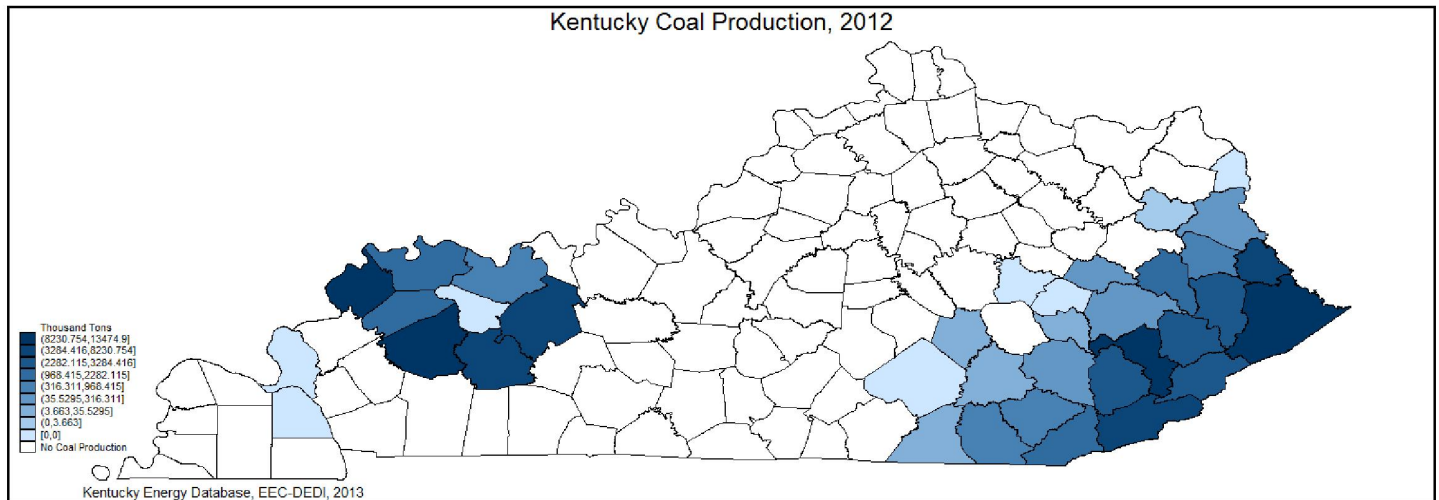 Kentucky Coal Production, 2012
Thousand Tons
(8230.754,13474.9]
(3284.416,8230.754]
(2282.115,3284.416]
(968.415,2282.115]
(316.311,968.415]
(35.5295,316.311]
(3.663,35.5295]
(0,3.663]
[0,0]
No Coal Production
Kentucky Energy Database, EEC-DEDI, 2013